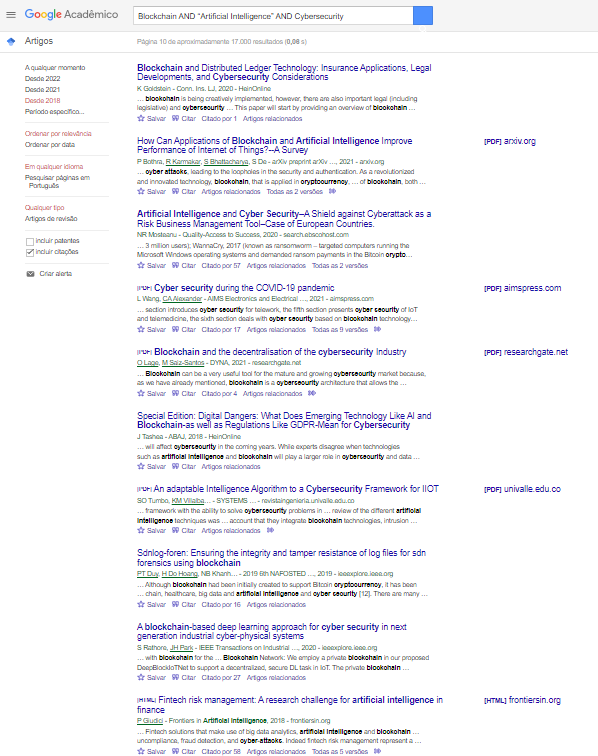 Google Acadêmico
Blockchain AND "Artificial Intelligence" AND Cybersecurity
Artigos
Página 10 de aproximadamente 17.000 resultados (0,06 s)
A qualquer momento
Desde 2022
Desde 2021
Desde 2018
Período específico...
Ordenar por relevância
Ordenar por data
Em qualquer idioma
Pesquisar páginas em
Português
Qualquer tipo
Artigos de revisão
incluir patentes
incluir citações
Criar alerta
Blockchain and Distributed Ledger Technology: Insurance Applications, Legal
Developments, and Cybersecurity Considerations
K Goldstein - Conn. Ins. LJ, 2020 - HeinOnline
... blockchain is being creatively implemented, however, there are also important legal (including
legislative) and cybersecurity ... This paper will start by providing an overview of blockchain ...
Salvar Citar Citado por 1 Artigos relacionados
How Can Applications of Blockchain and Artificial Intelligence Improve
Performance of Internet of Things?--A Survey
P Bothra, R Karmakar, S Bhattacharya, S De - arXiv preprint arXiv ..., 2021 - arxiv.org
... cyber attacks, leading to the loopholes in the security and authentication. As a revolutionized
and innovated technology, blockchain, that is applied in cryptocurrency, ... of blockchain, both ...
Salvar Citar Artigos relacionados Todas as 2 versões
[PDF] arxiv.org
Artificial Intelligence and Cyber Security–A Shield against Cyberattack as a
Risk Business Management Tool–Case of European Countries.
NR Mosteanu - Quality-Access to Success, 2020 - search.ebscohost.com
... 3 million users); WannaCry, 2017 (known as ransomworm – targeted computers running the
Microsoft Windows operating systems and demanded ransom payments in the Bitcoin crypto...
Salvar Citar Citado por 57 Artigos relacionados Todas as 2 versões
[PDF] Cyber security during the COVID-19 pandemic
L Wang, CA Alexander - AIMS Electronics and Electrical ..., 2021 - aimspress.com
... section introduces cyber security for telework, the fifth section presents cyber security of IoT
and telemedicine, the sixth section deals with cyber security based on blockchain technology...
Salvar Citar Citado por 17 Artigos relacionados Todas as 9 versões
[PDF] aimspress.com
[PDF] Blockchain and the decentralisation of the cybersecurity Industry
O Lage, M Saiz-Santos - DYNA, 2021 - researchgate.net
... Blockchain can be a very useful tool for the mature and growing cybersecurity market because,
as we have already mentioned, blockchain is a cybersecurity architecture that allows the ...
Salvar Citar Citado por 4 Artigos relacionados
[PDF] researchgate.net
Special Edition: Digital Dangers: What Does Emerging Technology Like AI and
Blockchain-as well as Regulations Like GDPR-Mean for Cybersecurity
J Tashea - ABAJ, 2018 - HeinOnline
... will affect cybersecurity in the coming years. While experts disagree when technologies
such as artificial intelligence and blockchain will play a larger role in cybersecurity and data ...
Salvar Citar Artigos relacionados
[PDF] An adaptable Intelligence Algorithm to a Cybersecurity Framework for IIOT
SO Tumbo, KM Villalba... - SYSTEMS ... - revistaingenieria.univalle.edu.co
... framework with the ability to solve cybersecurity problems in ... review of the different artificial
intelligence techniques was ... account that they integrate blockchain technologies, intrusion ...
Salvar Citar Artigos relacionados
[PDF] univalle.edu.co
Sdnlog-foren: Ensuring the integrity and tamper resistance of log files for sdn
forensics using blockchain
PT Duy, H Do Hoang, NB Khanh... - 2019 6th NAFOSTED ..., 2019 - ieeexplore.ieee.org
... Although blockchain had been initially created to support Bitcoin cryptocurrency, it has been
... chain, healthcare, big data and artificial intelligence and cyber security [12]. There are many ...
Salvar Citar Citado por 16 Artigos relacionados
A blockchain-based deep learning approach for cyber security in next
generation industrial cyber-physical systems
S Rathore, JH Park - IEEE Transactions on Industrial ..., 2020 - ieeexplore.ieee.org
... with blockchain for the ... Blockchain Network: We employ a private blockchain in our proposed
DeepBlockIoTNet to support a decentralized, secure DL task in IoT. The private blockchain ...
Salvar Citar Citado por 27 Artigos relacionados
[HTML] Fintech risk management: A research challenge for artificial intelligence in
finance
P Giudici - Frontiers in Artificial Intelligence, 2018 - frontiersin.org
... Fintech solutions that make use of big data analytics, artificial intelligence and blockchain ...
uncompliance, fraud detection, and cyber-attacks. Indeed fintech risk management represent a ...
Salvar Citar Citado por 58 Artigos relacionados Todas as 5 versões
[HTML] frontiersin.org